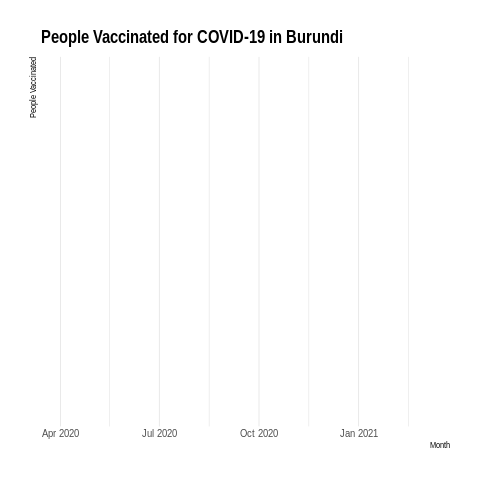 People Vaccinated for COVID-19 in Burundi
People Vaccinated
Apr 2020 Jul 2020 Oct 2020 Jan 2021
Month